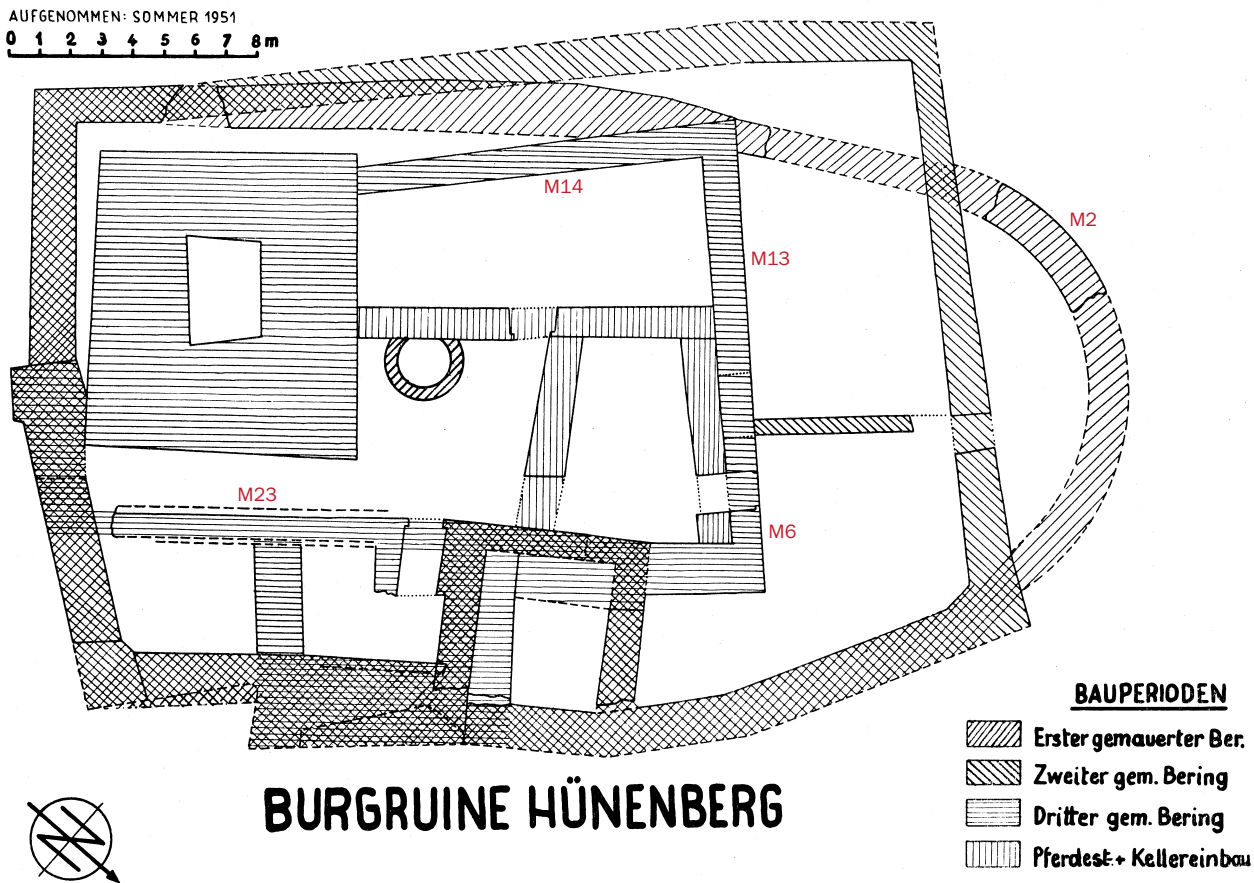 AUFGENOMMEN: SOMMER 1951
0 1 2 3 4 5 6 7 8 m
M14
M2
M13
M23
M6
BAUPERIODEN
Erster gemauerter Ber.
Zweiter gem. Bering
Dritter gem. Bering
Pferdest. + Kellereinbau
BURGRUINE HÜNENBERG
N